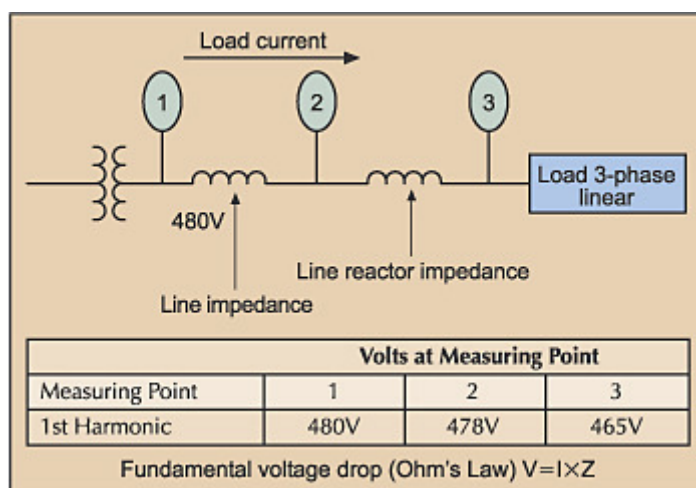 Load current
1
2
3
Load 3-phase
linear
480V
Line reactor impedance
Line impedance
Volts at Measuring Point
Measuring Point 1 2 3
1st Harmonic 480V 478V 465V
Fundamental voltage drop (Ohm's Law) V=I×Z